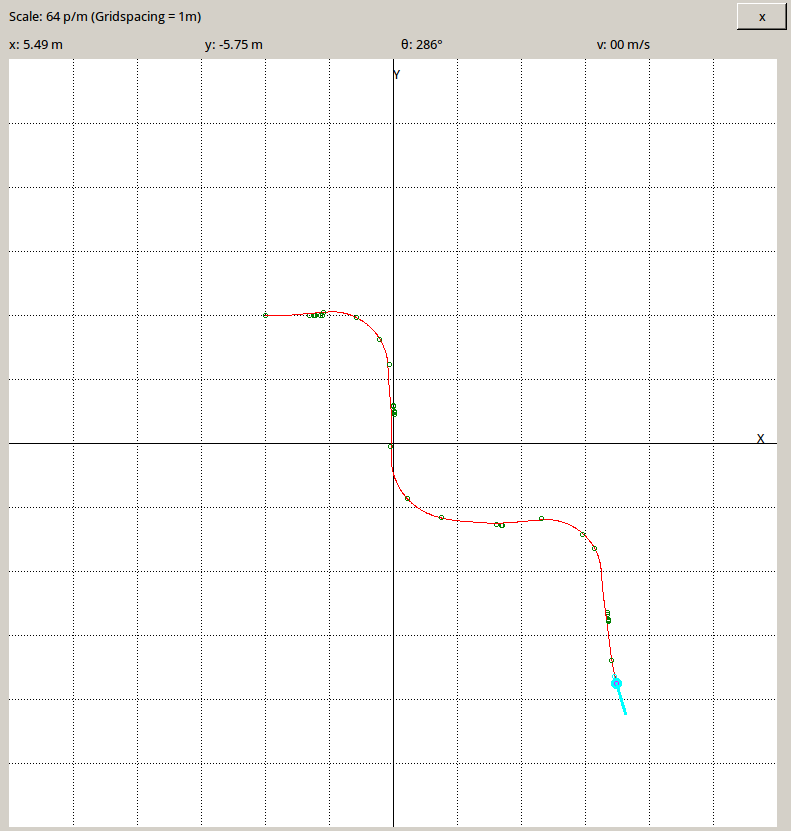 Scale: 64 p/m (Gridspacing = 1m)
x
x: 5.49 m y: -5.75 m θ: 286° v: 00 m/s
Y
X